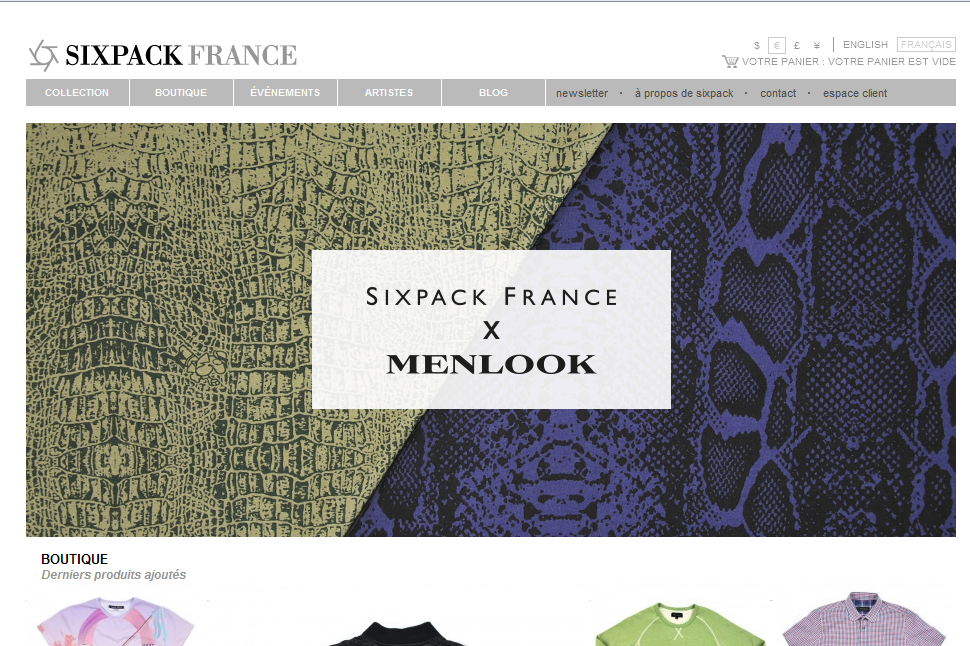 SIXPACK FRANCE
$ € £ ¥ ENGLISH FRANÇAIS
VOTRE PANIER : VOTRE PANIER EST VIDE
COLLECTION BOUTIQUE ÉVÉNEMENTS ARTISTES BLOG newsletter · à propos de sixpack · contact · espace client
SIXPACK FRANCE
X
MENLOOK
BOUTIQUE
Derniers produits ajoutés